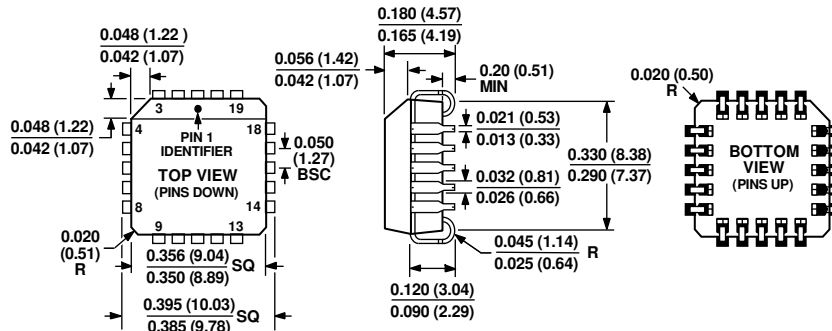 0.048 (1.22 )
0.042 (1.07)
0.048 (1.22)
0.042 (1.07)
3
19
4
18
PIN 1
IDENTIFIER
TOP VIEW
(PINS DOWN)
8
14
9
13
0.050
(1.27)
BSC
0.020
(0.51)
R
0.356 (9.04)
0.350 (8.89)
SQ
0.395 (10.03)
0.385 (9.78)
SQ
0.180 (4.57)
0.165 (4.19)
0.056 (1.42)
0.042 (1.07)
0.20 (0.51)
MIN
0.021 (0.53)
0.013 (0.33)
0.032 (0.81)
0.026 (0.66)
0.330 (8.38)
0.290 (7.37)
0.045 (1.14)
0.025 (0.64)
R
0.120 (3.04)
0.090 (2.29)
0.020 (0.50)
R
BOTTOM
VIEW
(PINS UP)